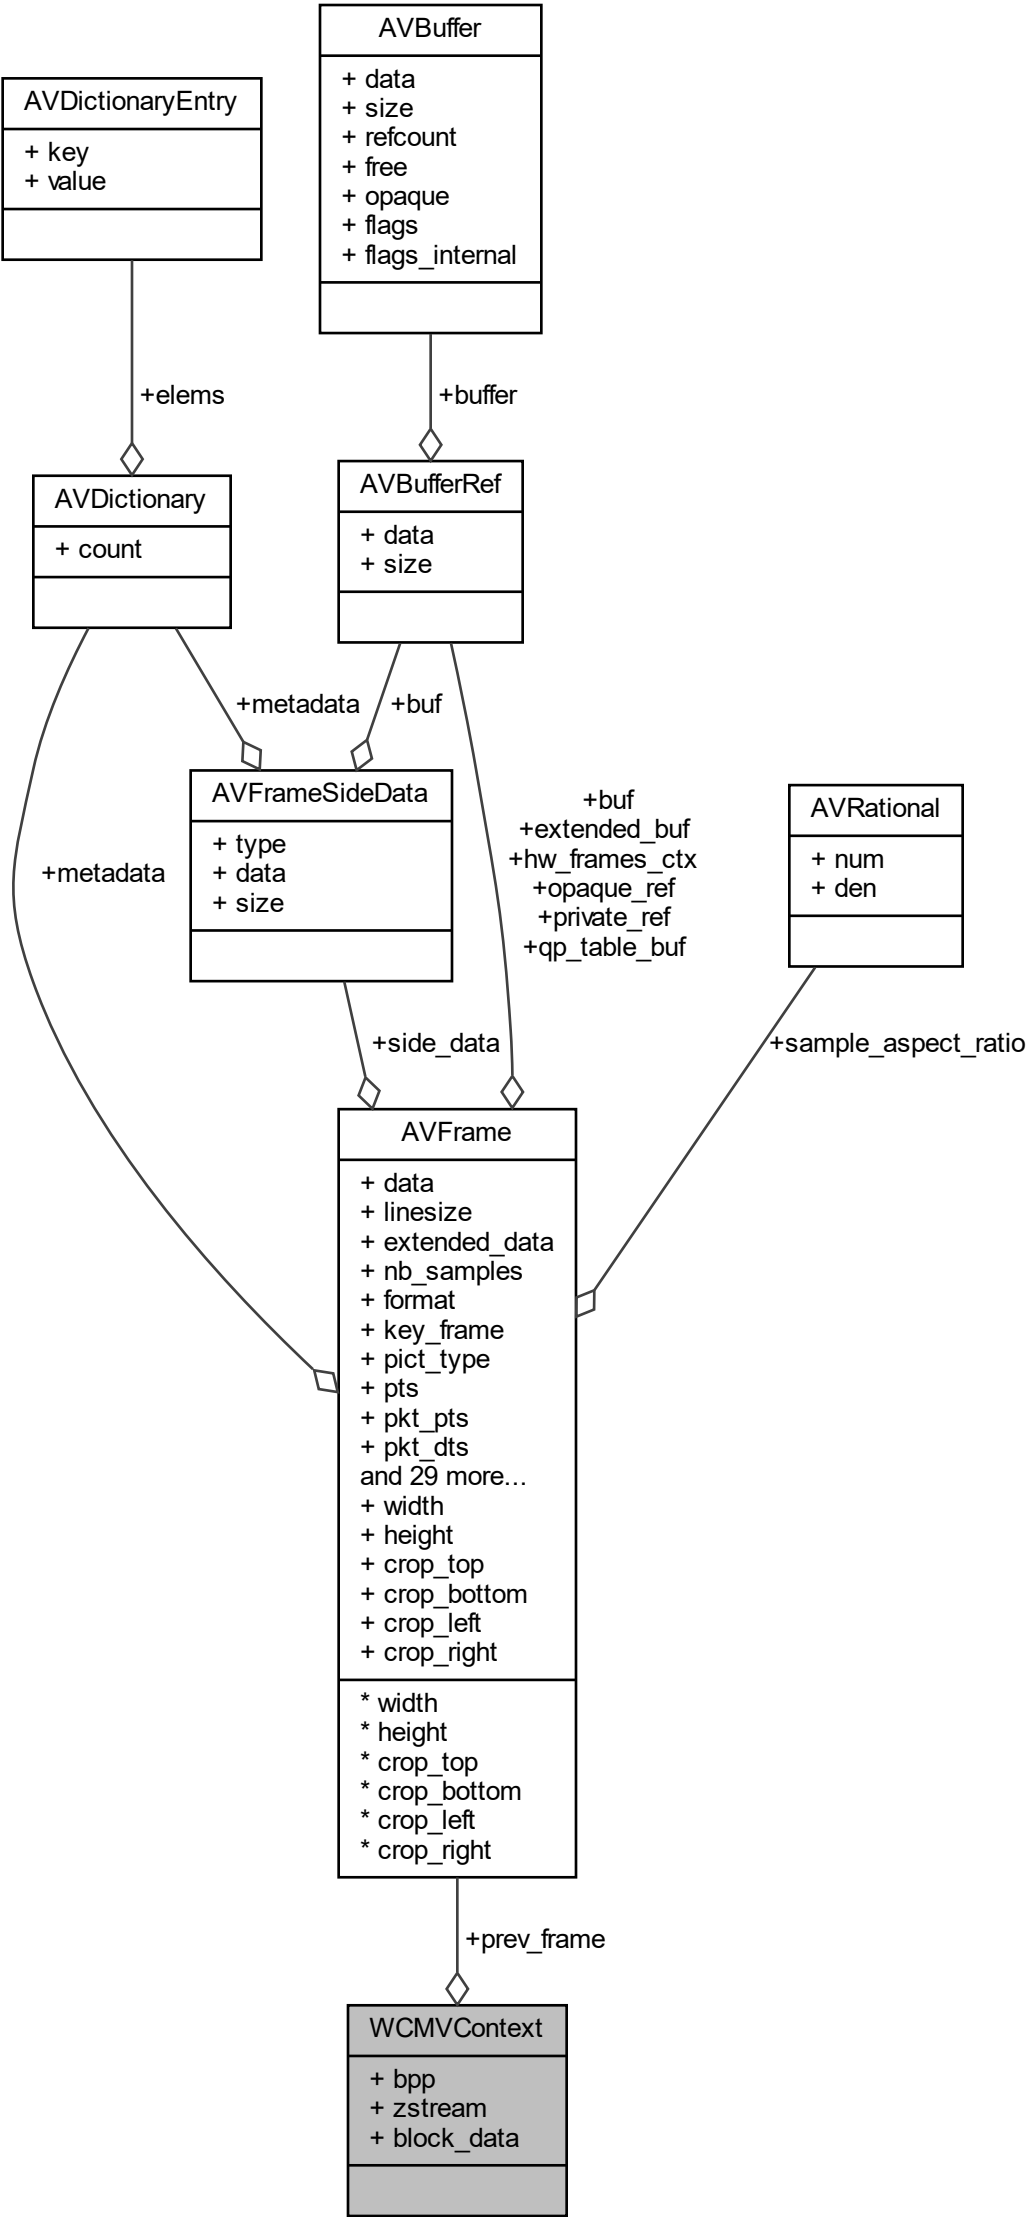 AVBuffer
+ data
+ size
+ refcount
+ free
+ opaque
+ flags
+ flags_internal
AVDictionaryEntry
+ key
+ value
+elems
+buffer
AVDictionary
+ count
AVBufferRef
+ data
+ size
+metadata
+buf
AVFrameSideData
+ type
+ data
+ size
+metadata
+buf
+extended_buf
+hw_frames_ctx
+opaque_ref
+private_ref
+qp_table_buf
AVRational
+ num
+ den
+side_data
+sample_aspect_ratio
AVFrame
+ data
+ linesize
+ extended_data
+ nb_samples
+ format
+ key_frame
+ pict_type
+ pts
+ pkt_pts
+ pkt_dts
and 29 more...
+ width
+ height
+ crop_top
+ crop_bottom
+ crop_left
+ crop_right
* width
* height
* crop_top
* crop_bottom
* crop_left
* crop_right
+prev_frame
WCMVContext
+ bpp
+ zstream
+ block_data